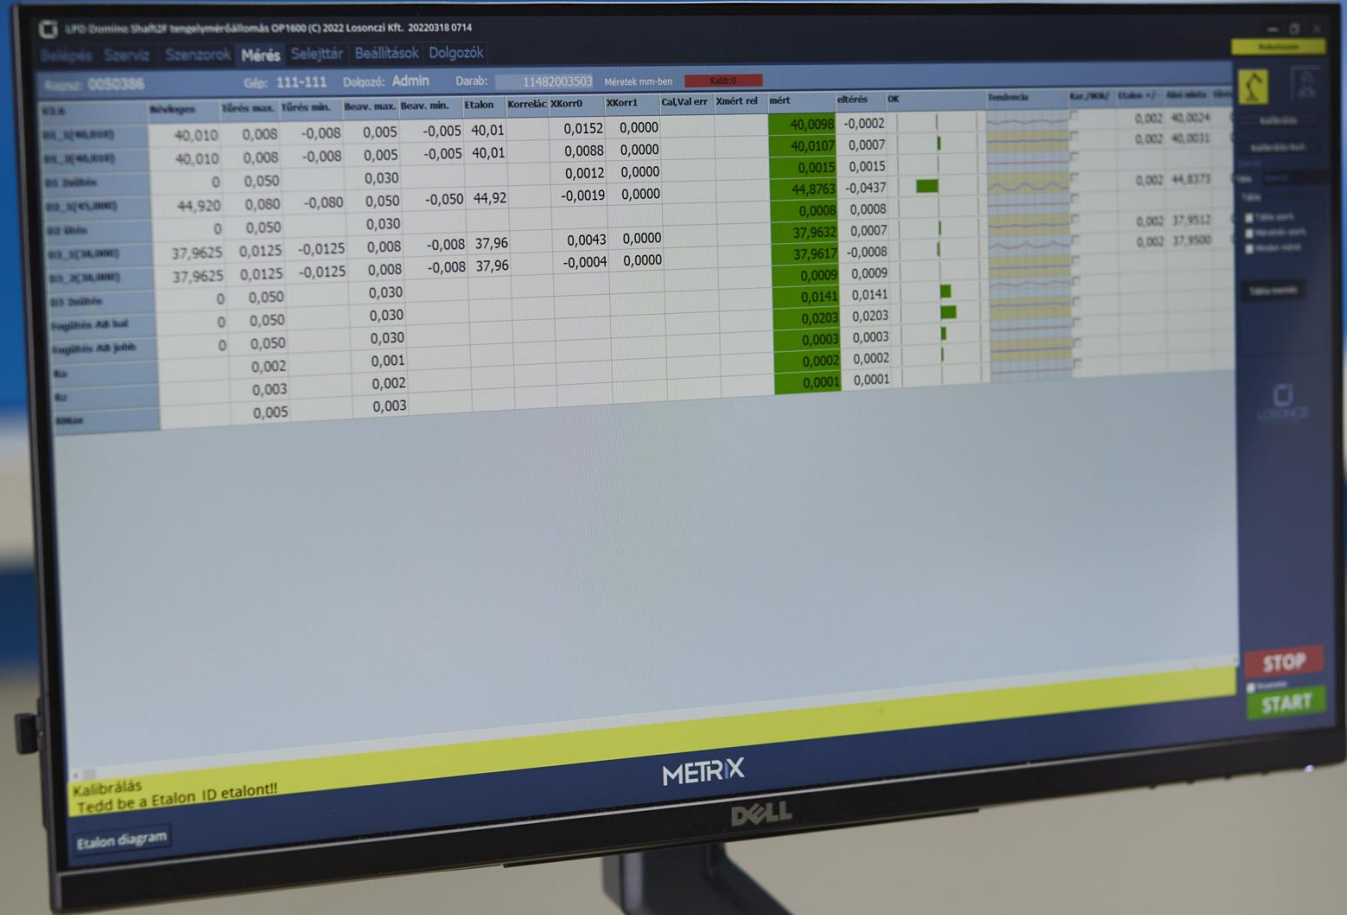 LPD Domino Shaft2F tengelymérőállomás OP1600 (C) 2022 Losonczi Kft. 20220318 0714
Belépés Szerviz Szenzorok Mérés Selejttár Beállítások Dolgozók
Rajzsz: 0050386 Gép: 111-111 Dolgozó: Admin Darab: 11482003503 Méretek mm-ben Kalib:0
Névleges Tűrés max. Tűrés min. Beav. max. Beav. min. Etalon Korrelác XKorr0 XKorr1 Cal,Val err Xmért rel mért eltérés OK Tendencia Etalon +/-
40,010 0,008 -0,008 0,005 -0,005 40,01 0,0152 0,0000 40,0098 -0,0002 0,002 40,0024
40,010 0,008 -0,008 0,005 -0,005 40,01 0,0088 0,0000 40,0107 0,0007 0,002 40,0031
0 0,050 0,030 0,0012 0,0000 0,0015 0,0015
44,920 0,080 -0,080 0,050 -0,050 44,92 -0,0019 0,0000 44,8763 -0,0437 0,002 44,8373
0 0,050 0,030 0,0008 0,0008
37,9625 0,0125 -0,0125 0,008 -0,008 37,96 0,0043 0,0000 37,9632 0,0007 0,002 37,9512
37,9625 0,0125 -0,0125 0,008 -0,008 37,96 -0,0004 0,0000 37,9617 -0,0008 0,002 37,9500
0 0,050 0,030 0,0009 0,0009
0 0,050 0,030 0,0141 0,0141
0 0,050 0,030 0,0203 0,0203
0,002 0,001 0,0003 0,0003
0,003 0,002 0,0002 0,0002
0,005 0,003 0,0001 0,0001
Kalibrálás
Tábla mentés
LOSONCZI
STOP
START
Kalibrálás
Tedd be a Etalon ID etalont!!
METRIX
Etalon diagram
DELL